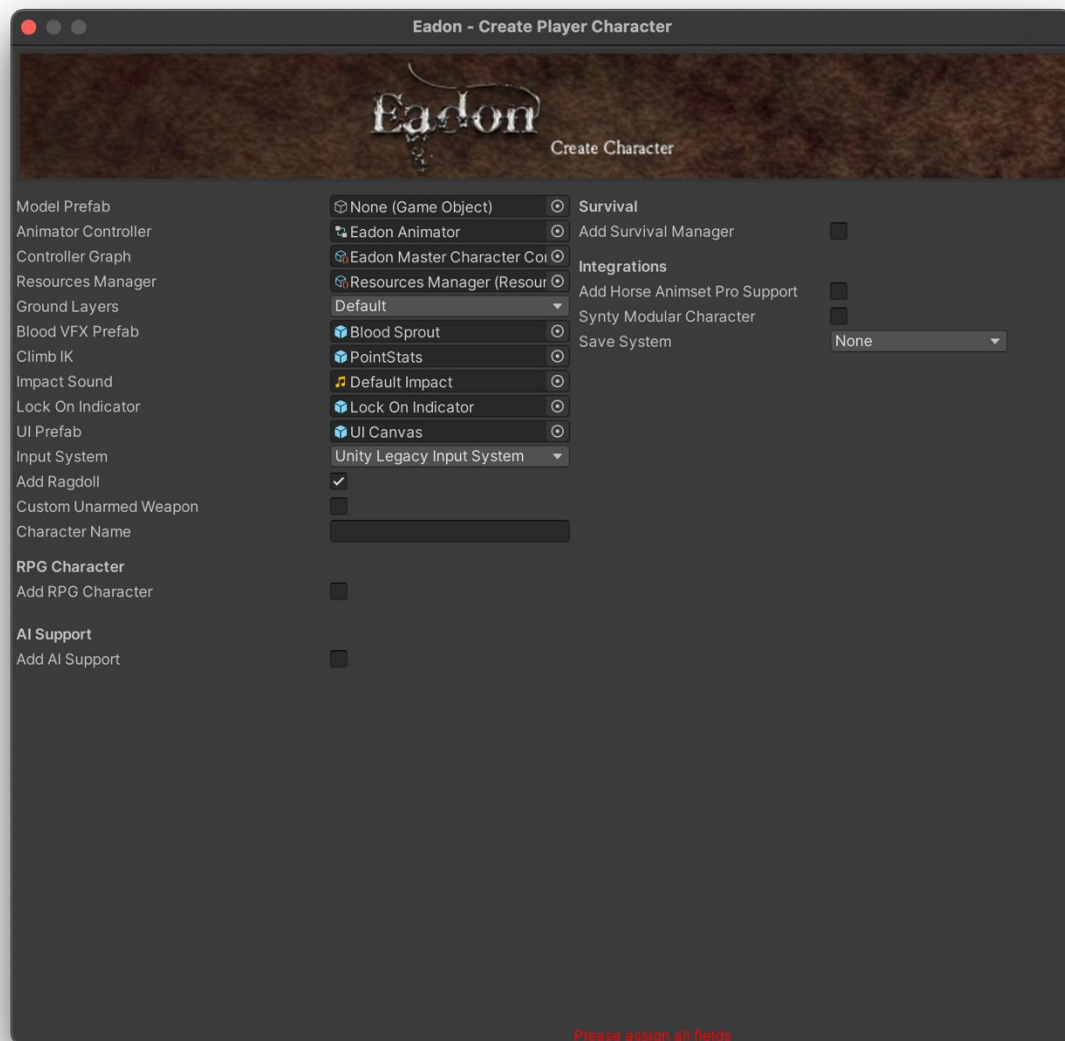 Eadon - Create Player Character
Eadon
Create Character
Model Prefab
None (Game Object)
Animator Controller
Eadon Animator
Controller Graph
Eadon Master Character Co
Resources Manager
Resources Manager (Resour
Ground Layers
Default
Blood VFX Prefab
Blood Sprout
Climb IK
PointStats
Impact Sound
Default Impact
Lock On Indicator
Lock On Indicator
UI Prefab
UI Canvas
Input System
Unity Legacy Input System
Add Ragdoll
Custom Unarmed Weapon
Character Name
RPG Character
Add RPG Character
AI Support
Add AI Support
Survival
Add Survival Manager
Integrations
Add Horse Animset Pro Support
Synty Modular Character
Save System
None
Please assign all fields